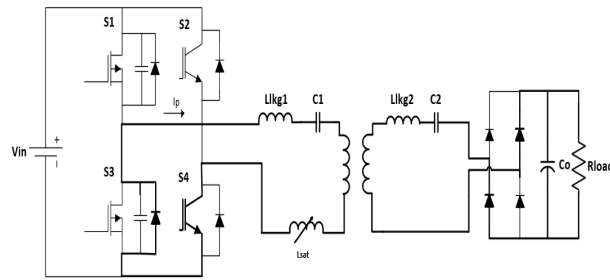 S1
S2
Ip
Llkg1
C1
Llkg2
C2
Vin
+
−
S3
S4
Lsat
Co
Rload